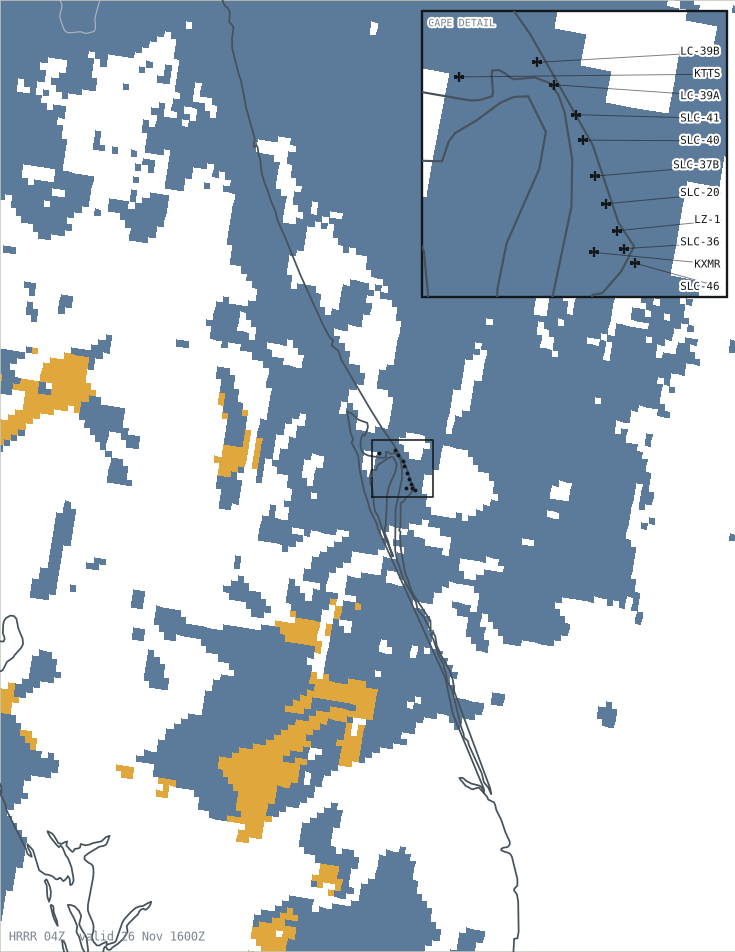 CAPE DETAIL
LC-39B
KTTS
LC-39A
SLC-41
SLC-40
SLC-37B
SLC-20
LZ-1
SLC-36
KXMR
SLC-46
HRRR 04Z valid 26 Nov 1600Z